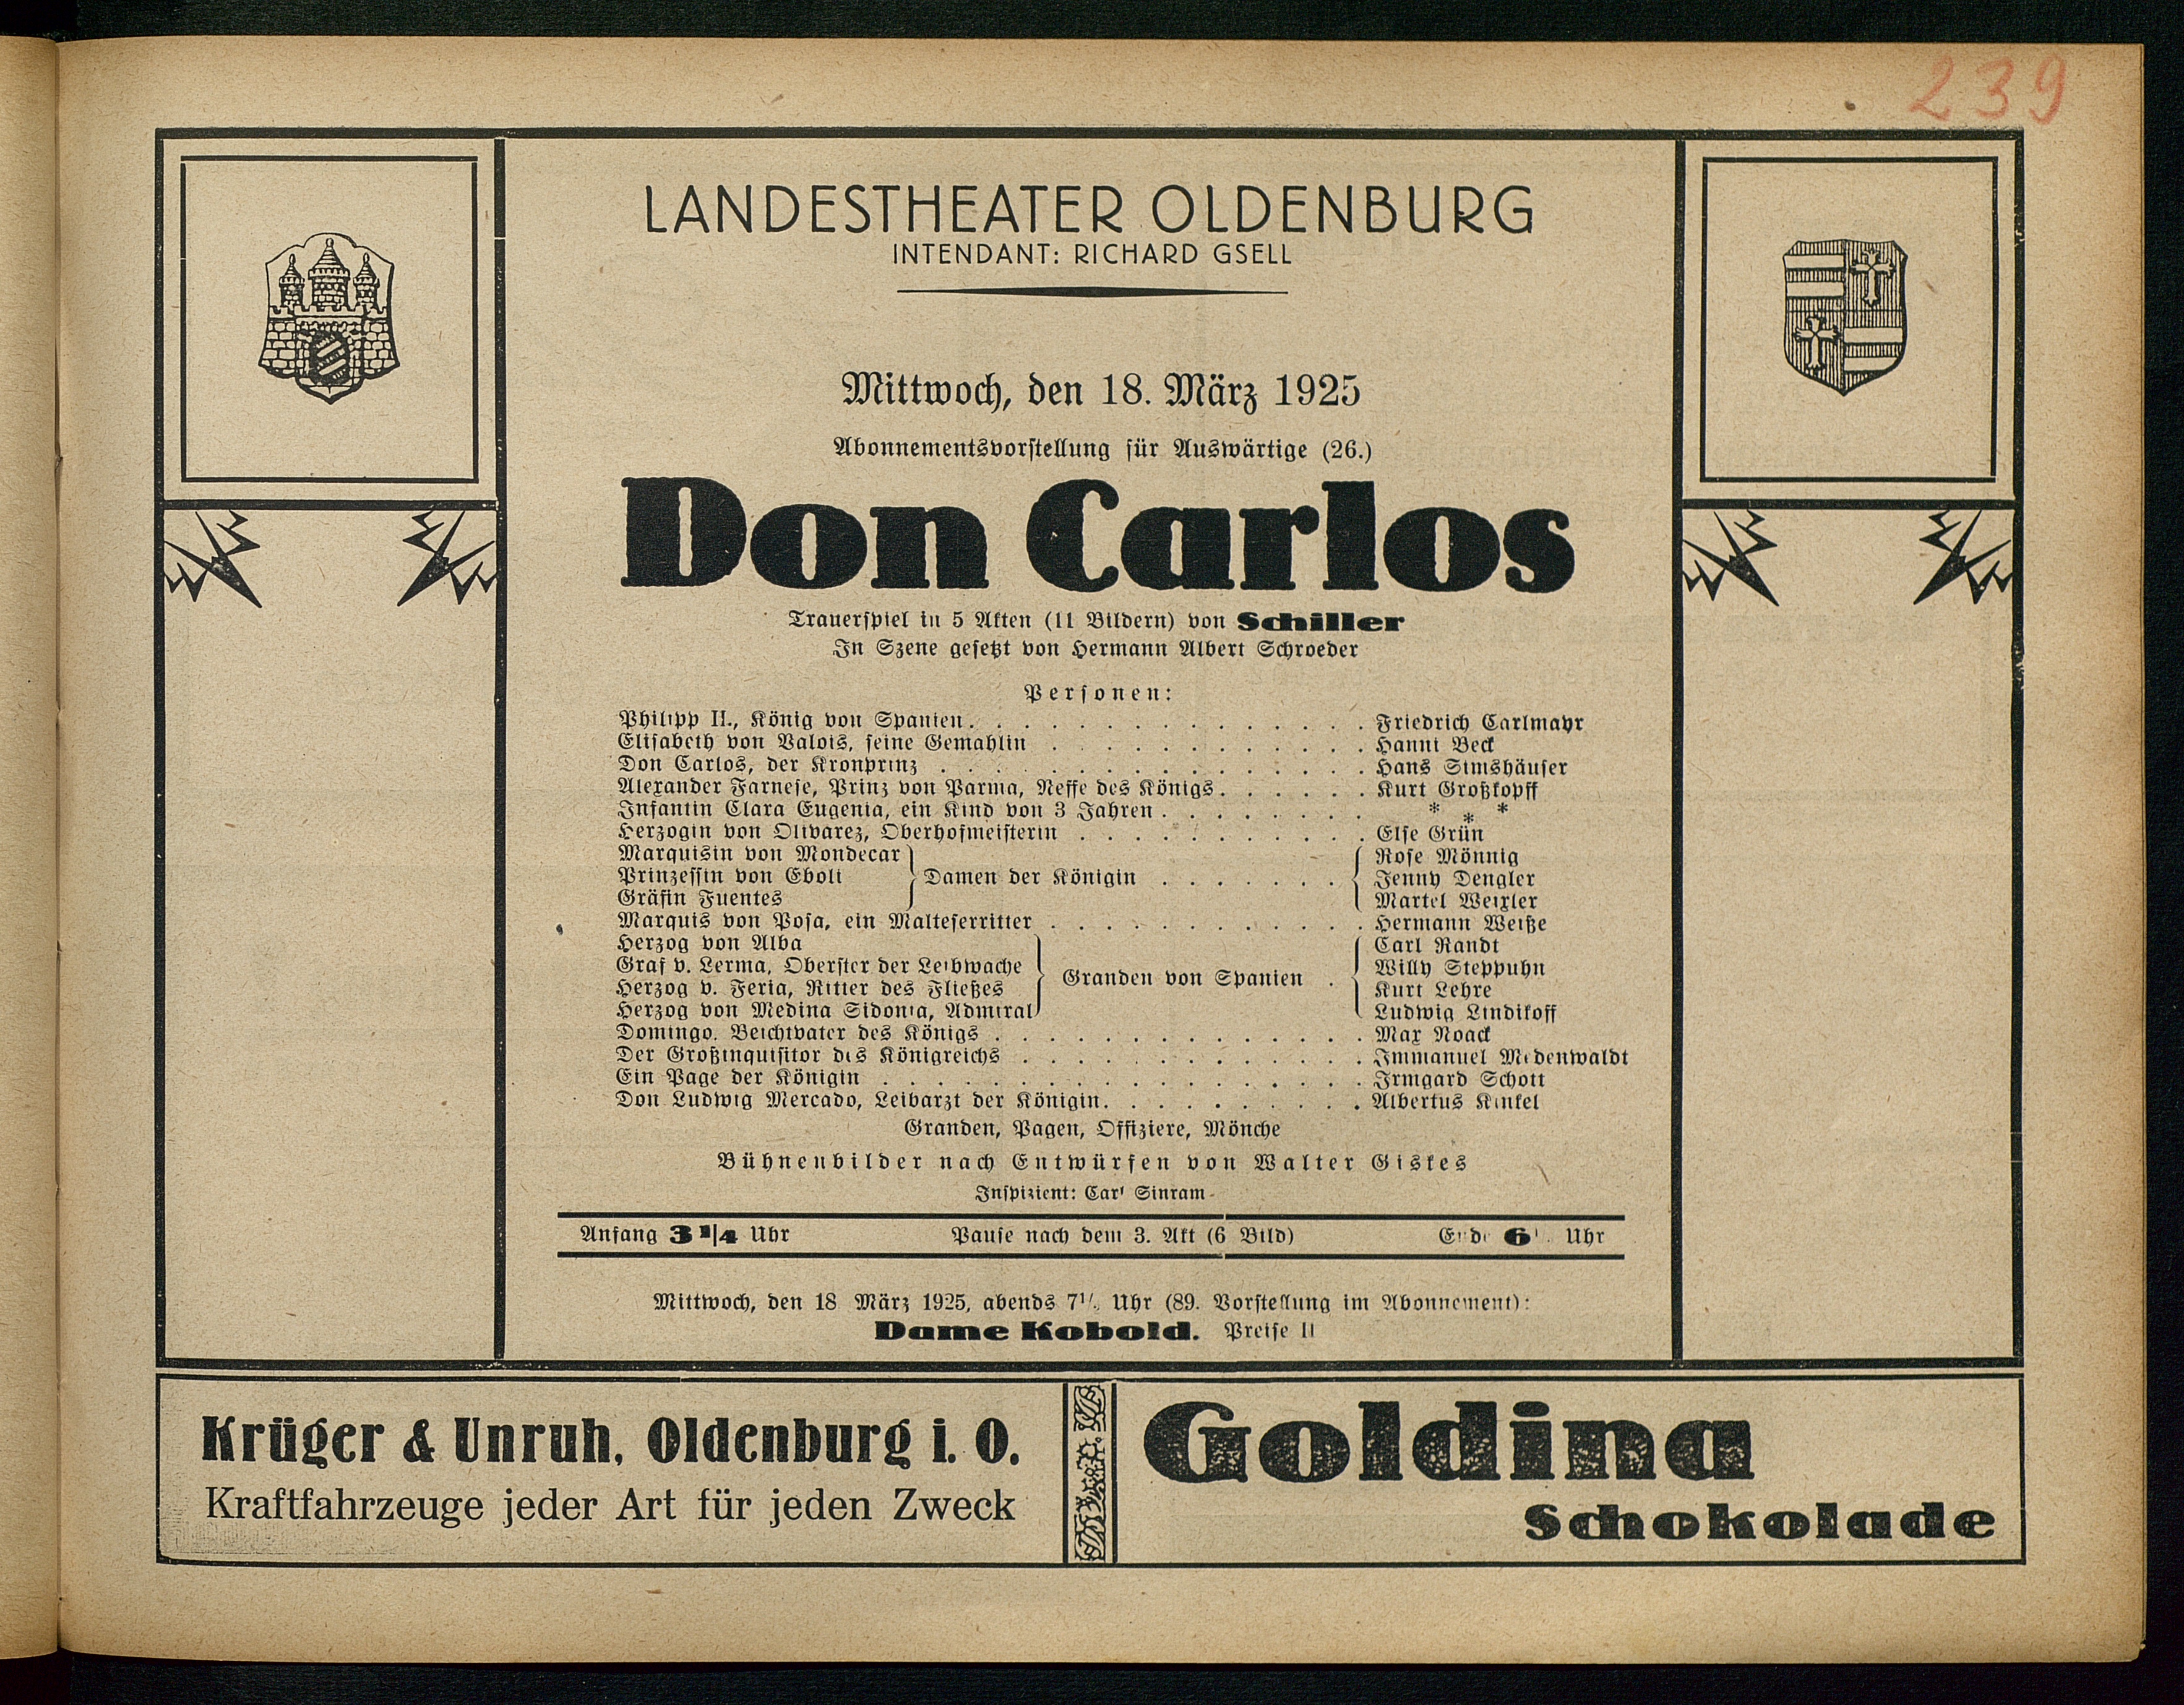 239
LANDESTHEATER OLDENBURG
INTENDANT: RICHARD GSELL
Mittwoch, den 18. März 1925
Abonnementsvorstellung für Auswärtige (26.)
Don Carlos
Trauerspiel in 5 Akten (11 Bildern) von Schiller
In Szene gesetzt von Hermann Albert Schroeder
Personen:
Philipp II., König von Spanien. . . . . . . . . . . . . . . Friedrich Carlmayr
Elisabeth von Valois, seine Gemahlin . . . . . . . . . . . . Hanni Beck
Don Carlos, der Kronprinz . . . . . . . . . . . . . . . . Hans Simshäuser
Alexander Farnese, Prinz von Parma, Neffe des Königs. . . . . . Kurt Großkopff
Infantin Clara Eugenia, ein Kind von 3 Jahren. . . . . . . . * * *
Herzogin von Olivarez, Oberhofmeisterin . . . . . . . . . . . Else Grün
Marquisin von Mondecar Rose Mönnig
Prinzessin von Eboli Damen der Königin . . . . . . . Jenny Dengler
Gräfin Fuentes Martel Weixler
Marquis von Posa, ein Malteserritter . . . . . . . . . . . . Hermann Weiße
Herzog von Alba Carl Randt
Graf v. Lerma, Oberster der Leibwache Willy Steppuhn
Granden von Spanien .
Herzog v. Feria, Ritter des Fließes Kurt Lehre
Herzog von Medina Sidonia, Admiral Ludwig Lindikoff
Domingo, Beichtvater des Königs . . . . . . . . . . . . . . Max Noack
Der Großinquisitor des Königreichs . . . . . . . . . . . . . Immanuel Medenwaldt
Ein Page der Königin . . . . . . . . . . . . . . . . . . Irmgard Schott
Don Ludwig Mercado, Leibarzt der Königin. . . . . . . . . . Albertus Kinkel
Granden, Pagen, Offiziere, Mönche
Bühnenbilder nach Entwürfen von Walter Giskes
Inspizient: Carl Sinram
Anfang 3 1/4 Uhr Pause nach dem 3. Akt (6 Bild) Ende 6 Uhr
Mittwoch, den 18 März 1925, abends 7 Uhr (89. Vorstellung im Abonnement):
Dame Kobold. Preise II
Krüger & Unruh, Oldenburg i. O.
Kraftfahrzeuge jeder Art für jeden Zweck
Goldina
Schokolade